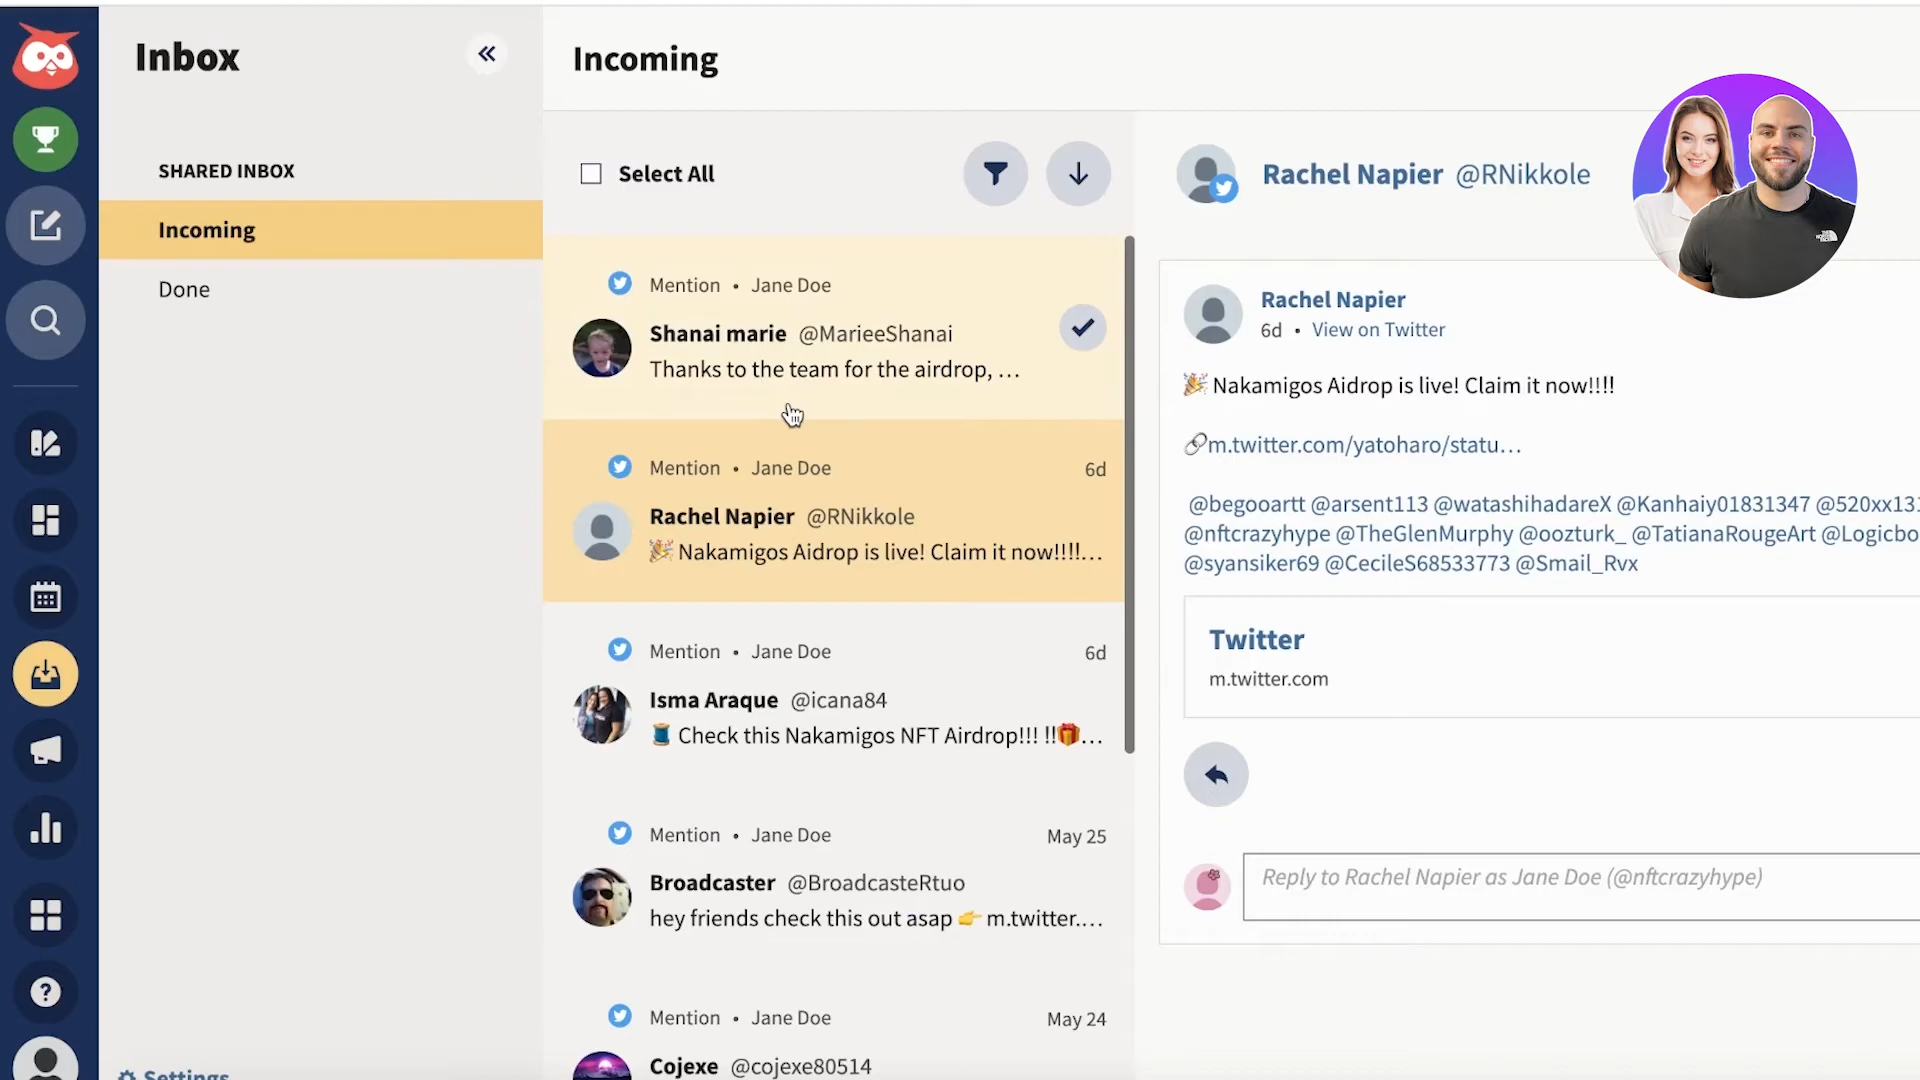 Inbox
SHARED INBOX
Incoming
Done
Settings
Incoming
Select All
Mention • Jane Doe
Shanai marie @MarieeShanai
Thanks to the team for the airdrop, …
Mention • Jane Doe 6d
Rachel Napier @RNikkole
🎉 Nakamigos Aidrop is live! Claim it now!!!!…
Mention • Jane Doe 6d
Isma Araque @icana84
🧵 Check this Nakamigos NFT Airdrop!!! !!🎁…
Mention • Jane Doe May 25
Broadcaster @BroadcasteRtuo
hey friends check this out asap 👉 m.twitter.…
Mention • Jane Doe May 24
Cojexe @cojexe80514
Rachel Napier @RNikkole
Rachel Napier
6d • View on Twitter
🎉 Nakamigos Aidrop is live! Claim it now!!!!
🔗m.twitter.com/yatoharo/statu…
@begooartt @arsent113 @watashihadareX @Kanhaiy01831347 @520xx131
@nftcrazyhype @TheGlenMurphy @oozturk_ @TatianaRougeArt @Logicbo
@syansiker69 @CecileS68533773 @Smail_Rvx
Twitter
m.twitter.com
Reply to Rachel Napier as Jane Doe (@nftcrazyhype)